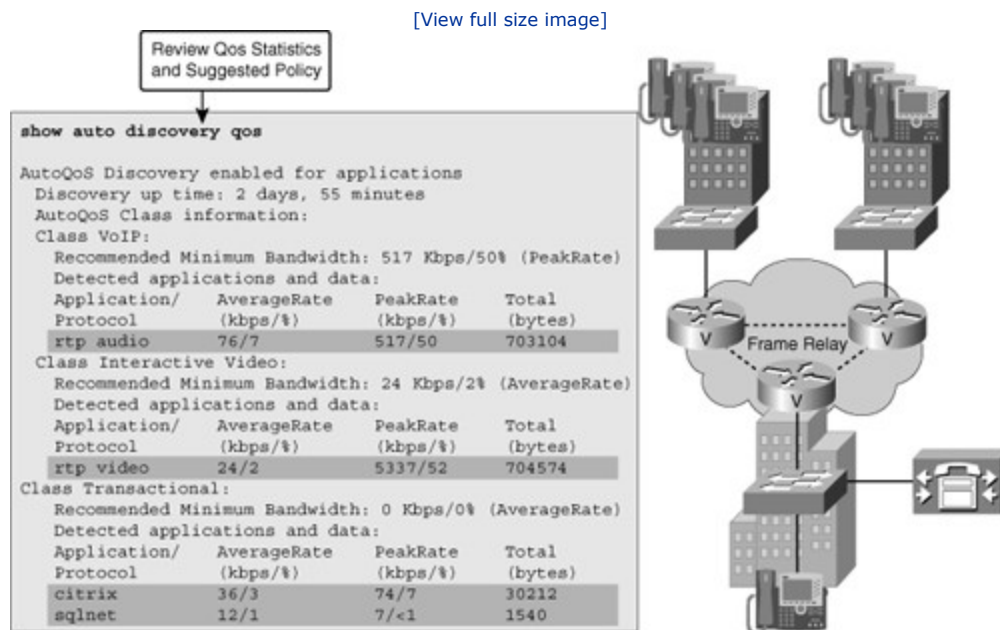 [View full size image]
Review Qos Statistics
and Suggested Policy
show auto discovery qos
AutoQoS Discovery enabled for applications
Discovery up time: 2 days, 55 minutes
AutoQoS Class information:
Class VoIP:
Recommended Minimum Bandwidth: 517 Kbps/50% (PeakRate)
Detected applications and data:
Application/ AverageRate PeakRate Total
Protocol (kbps/%) (kbps/%) (bytes)
rtp audio 76/7 517/50 703104
Class Interactive Video:
Recommended Minimum Bandwidth: 24 Kbps/2% (AverageRate)
Detected applications and data:
Application/ AverageRate PeakRate Total
Protocol (kbps/%) (kbps/%) (bytes)
rtp video 24/2 5337/52 704574
Class Transactional:
Recommended Minimum Bandwidth: 0 Kbps/0% (AverageRate)
Detected applications and data:
Application/ AverageRate PeakRate Total
Protocol (kbps/%) (kbps/%) (bytes)
citrix 36/3 74/7 30212
sqlnet 12/1 7/<1 1540
V
V
Frame Relay
V